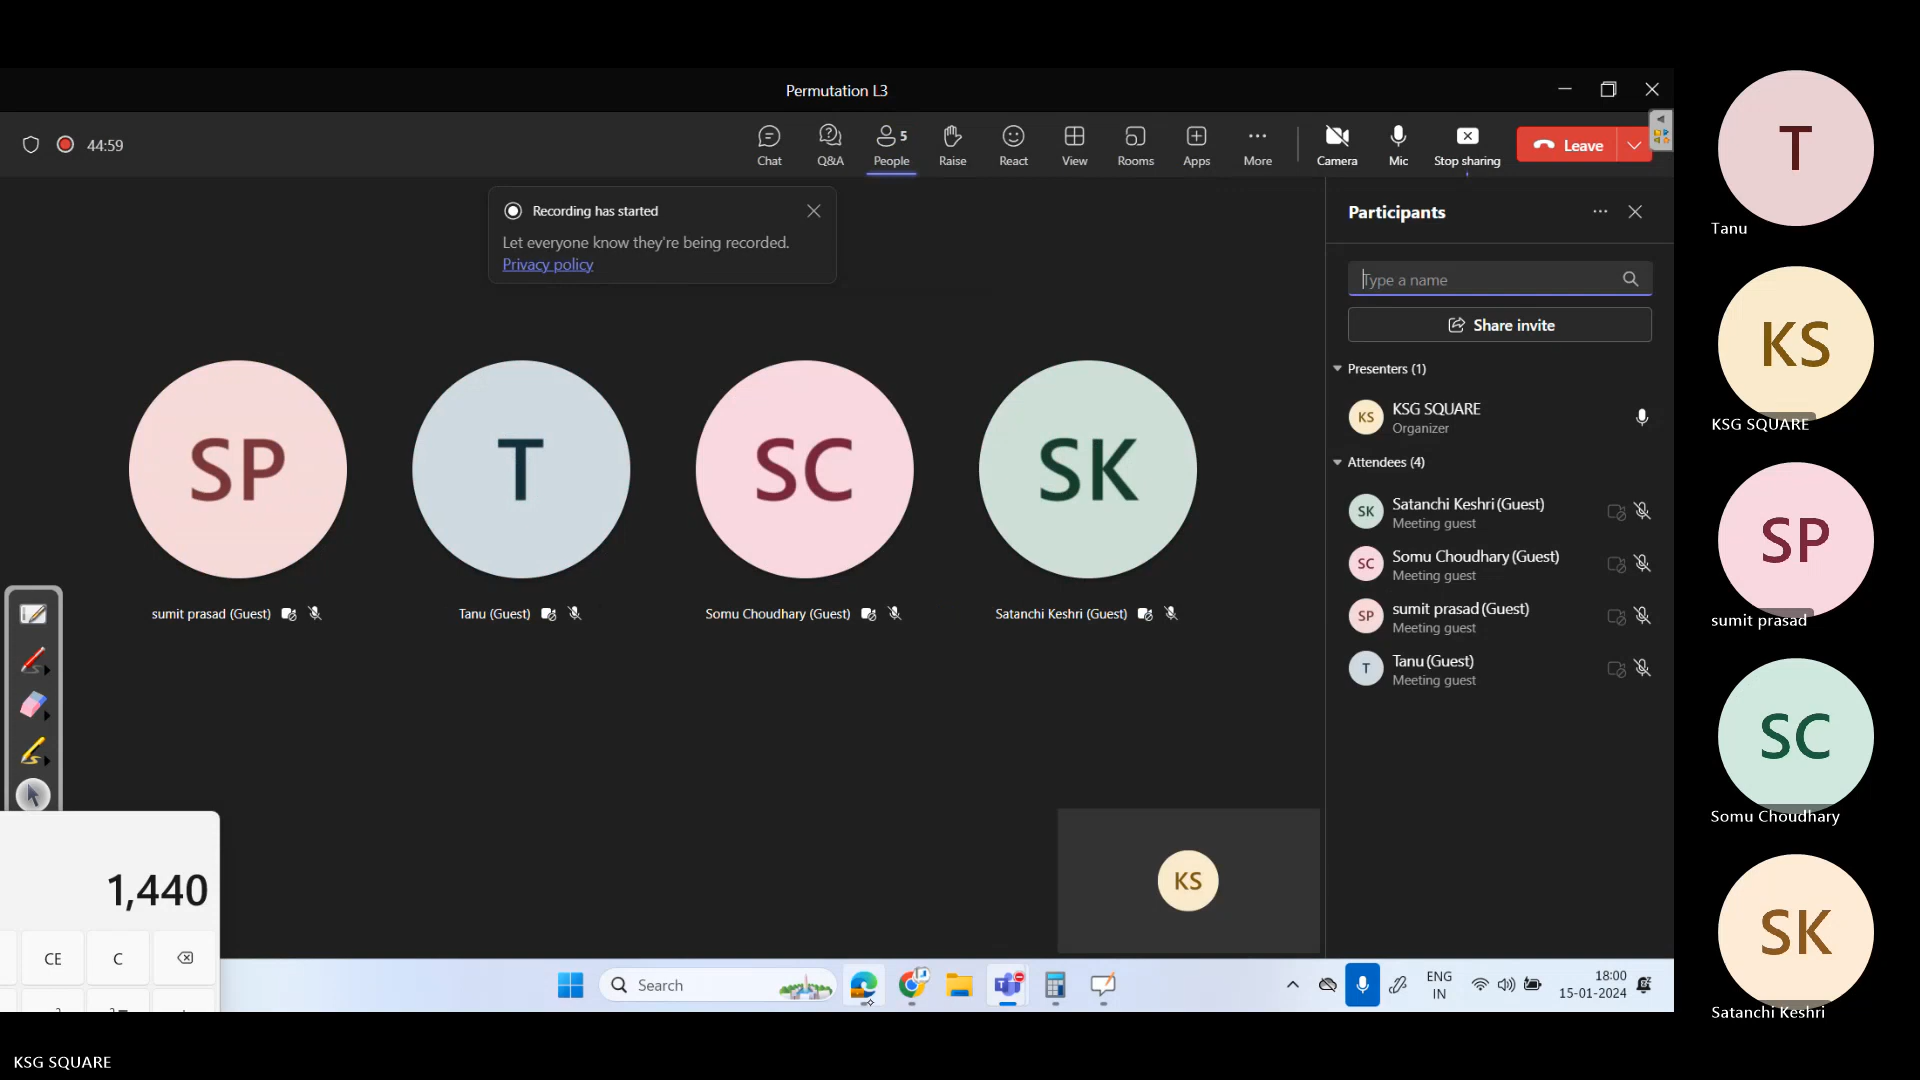 Permutation L3
44:59
Chat
Q&A
5
People
Raise
React
View
Rooms
Apps
More
Camera
Mic
Stop sharing
Leave
Recording has started
Let everyone know they're being recorded.
Privacy policy
Participants
Type a name
Share invite
Presenters (1)
KS
KSG SQUARE
Organizer
Attendees (4)
SK
Satanchi Keshri (Guest)
Meeting guest
SC
Somu Choudhary (Guest)
Meeting guest
SP
sumit prasad (Guest)
Meeting guest
T
Tanu (Guest)
Meeting guest
SP
sumit prasad (Guest)
T
Tanu (Guest)
SC
Somu Choudhary (Guest)
SK
Satanchi Keshri (Guest)
KS
1,440
CE
C
Search
ENG
IN
18:00
15-01-2024
T
Tanu
KS
KSG SQUARE
SP
sumit prasad
SC
Somu Choudhary
SK
Satanchi Keshri
KSG SQUARE